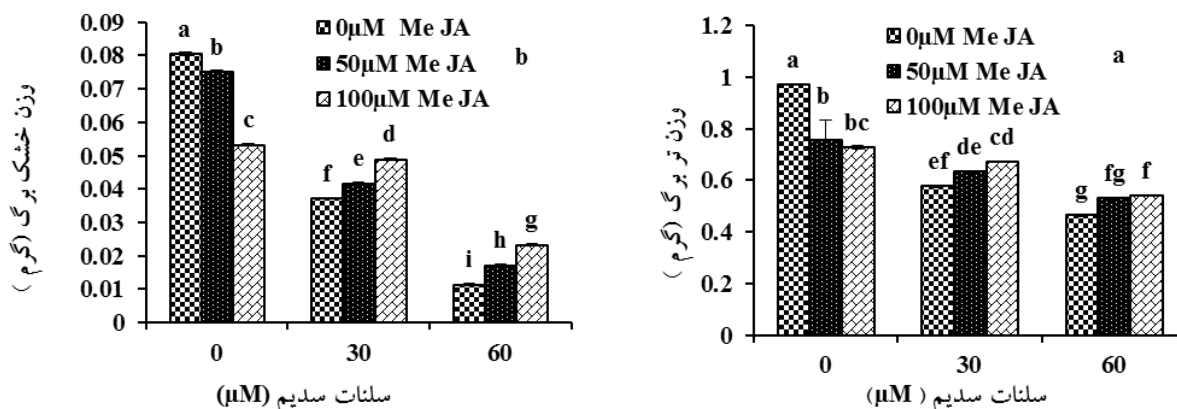 0.09
0.08
0.07
0.06
0.05
0.04
0.03
0.02
0.01
0
وزن خشک برگ (گرم )
0µM Me JA
50µM Me JA
100µM Me JA
b
a
b
c
f
e
d
i
h
g
0
30
60
سلنات سدیم (µM)
1.2
1
0.8
0.6
0.4
0.2
0
وزن تر برگ (گرم )
0µM Me JA
50µM Me JA
100µM Me JA
a
a
b
bc
ef
de
cd
g
fg
f
0
30
60
سلنات سدیم ( µM)